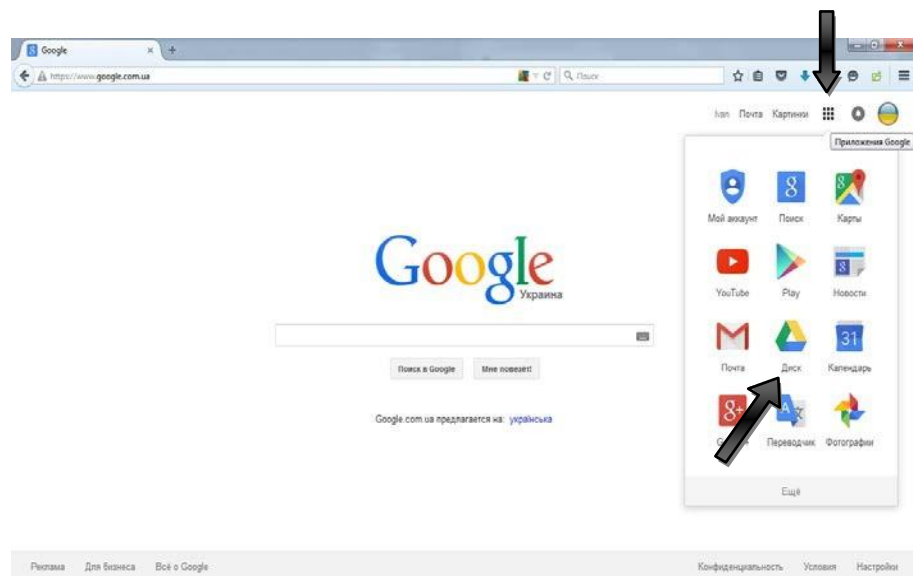 Google
https://www.google.com.ua
Поиск
Ivan Почта Картинки
Приложения Google
Мой аккаунт Поиск Карты
YouTube Play Новости
31
Почта Диск Календарь
Переводчик Фотографии
Ещё
Google
Украина
Поиск в Google Мне повезёт!
Google.com.ua предлагается на: українська
Реклама Для бизнеса Всё о Google
Конфиденциальность Условия Настройки